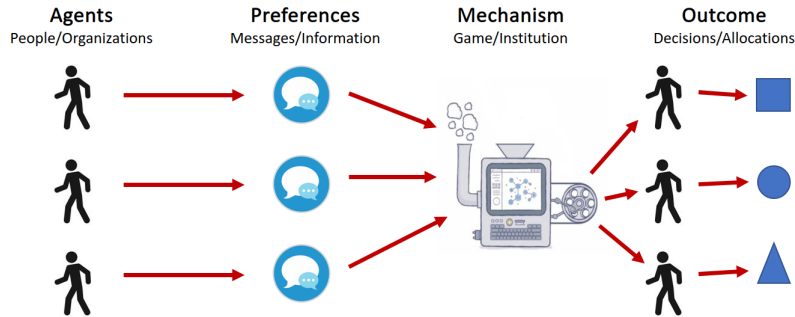 Agents
People/Organizations
Preferences
Messages/Information
Mechanism
Game/Institution
Outcome
Decisions/Allocations